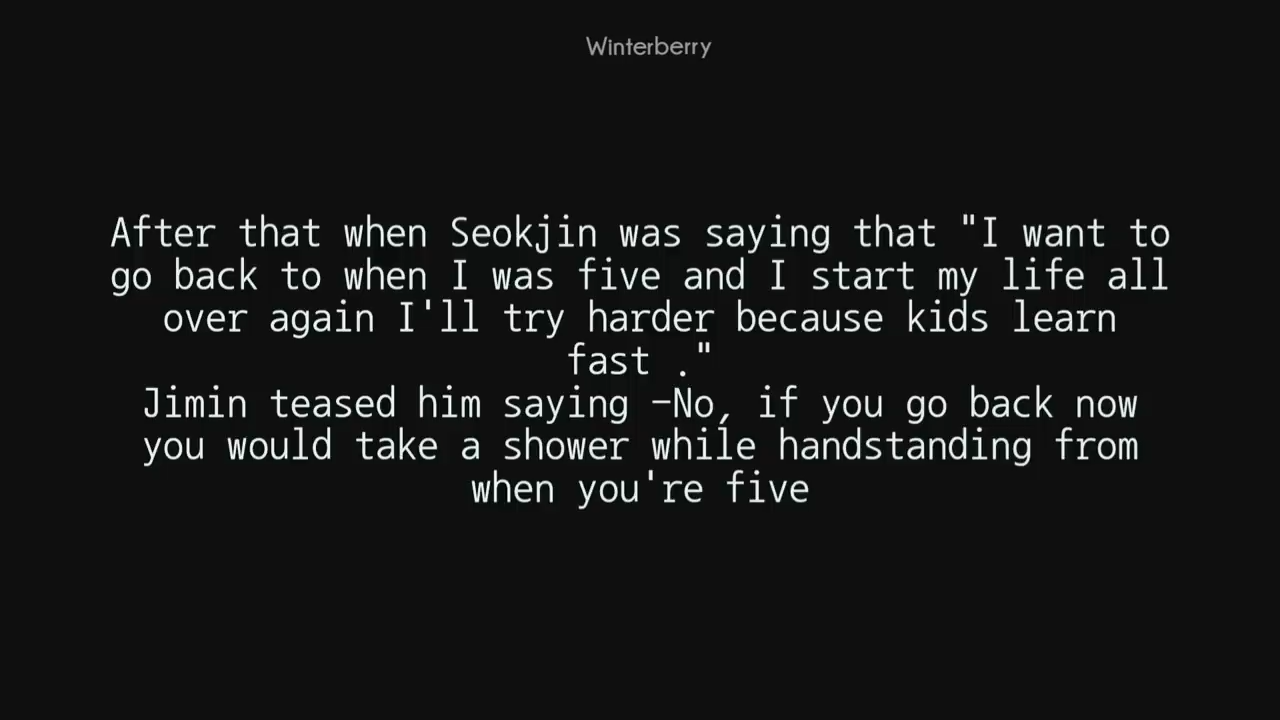 Winterberry
After that when Seokjin was saying that "I want to
go back to when I was five and I start my life all
over again I'll try harder because kids learn
fast ."
Jimin teased him saying —No, if you go back now
you would take a shower while handstanding from
when you're five